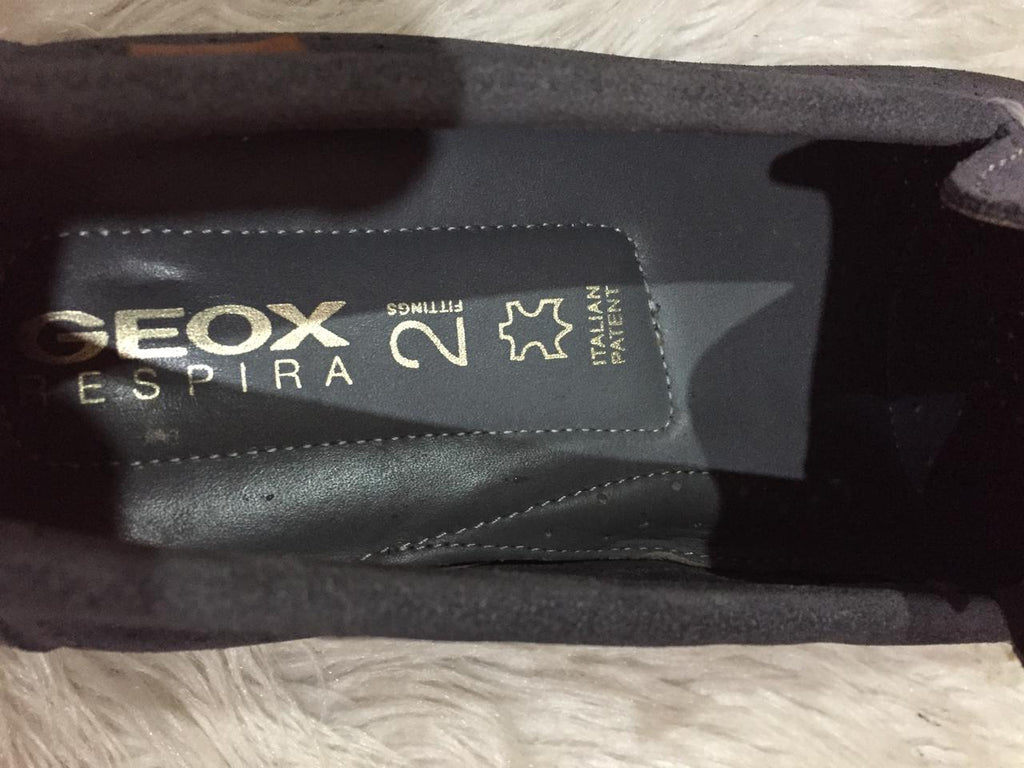 GEOX
RESPIRA
2
FITTINGS
ITALIAN
PATENT